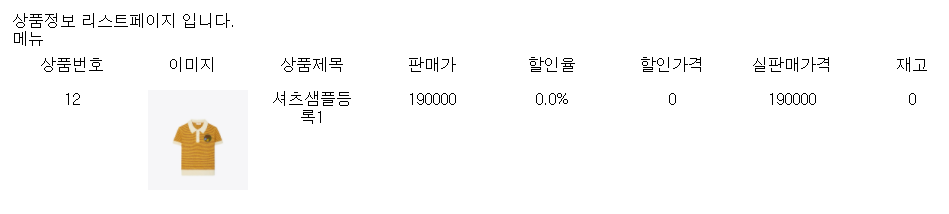 상품정보 리스트페이지 입니다.
메뉴
상품번호 이미지 상품제목 판매가 할인율 할인가격 실판매가격 재고
12 셔츠샘플등 190000 0.0% 0 190000 0
록1